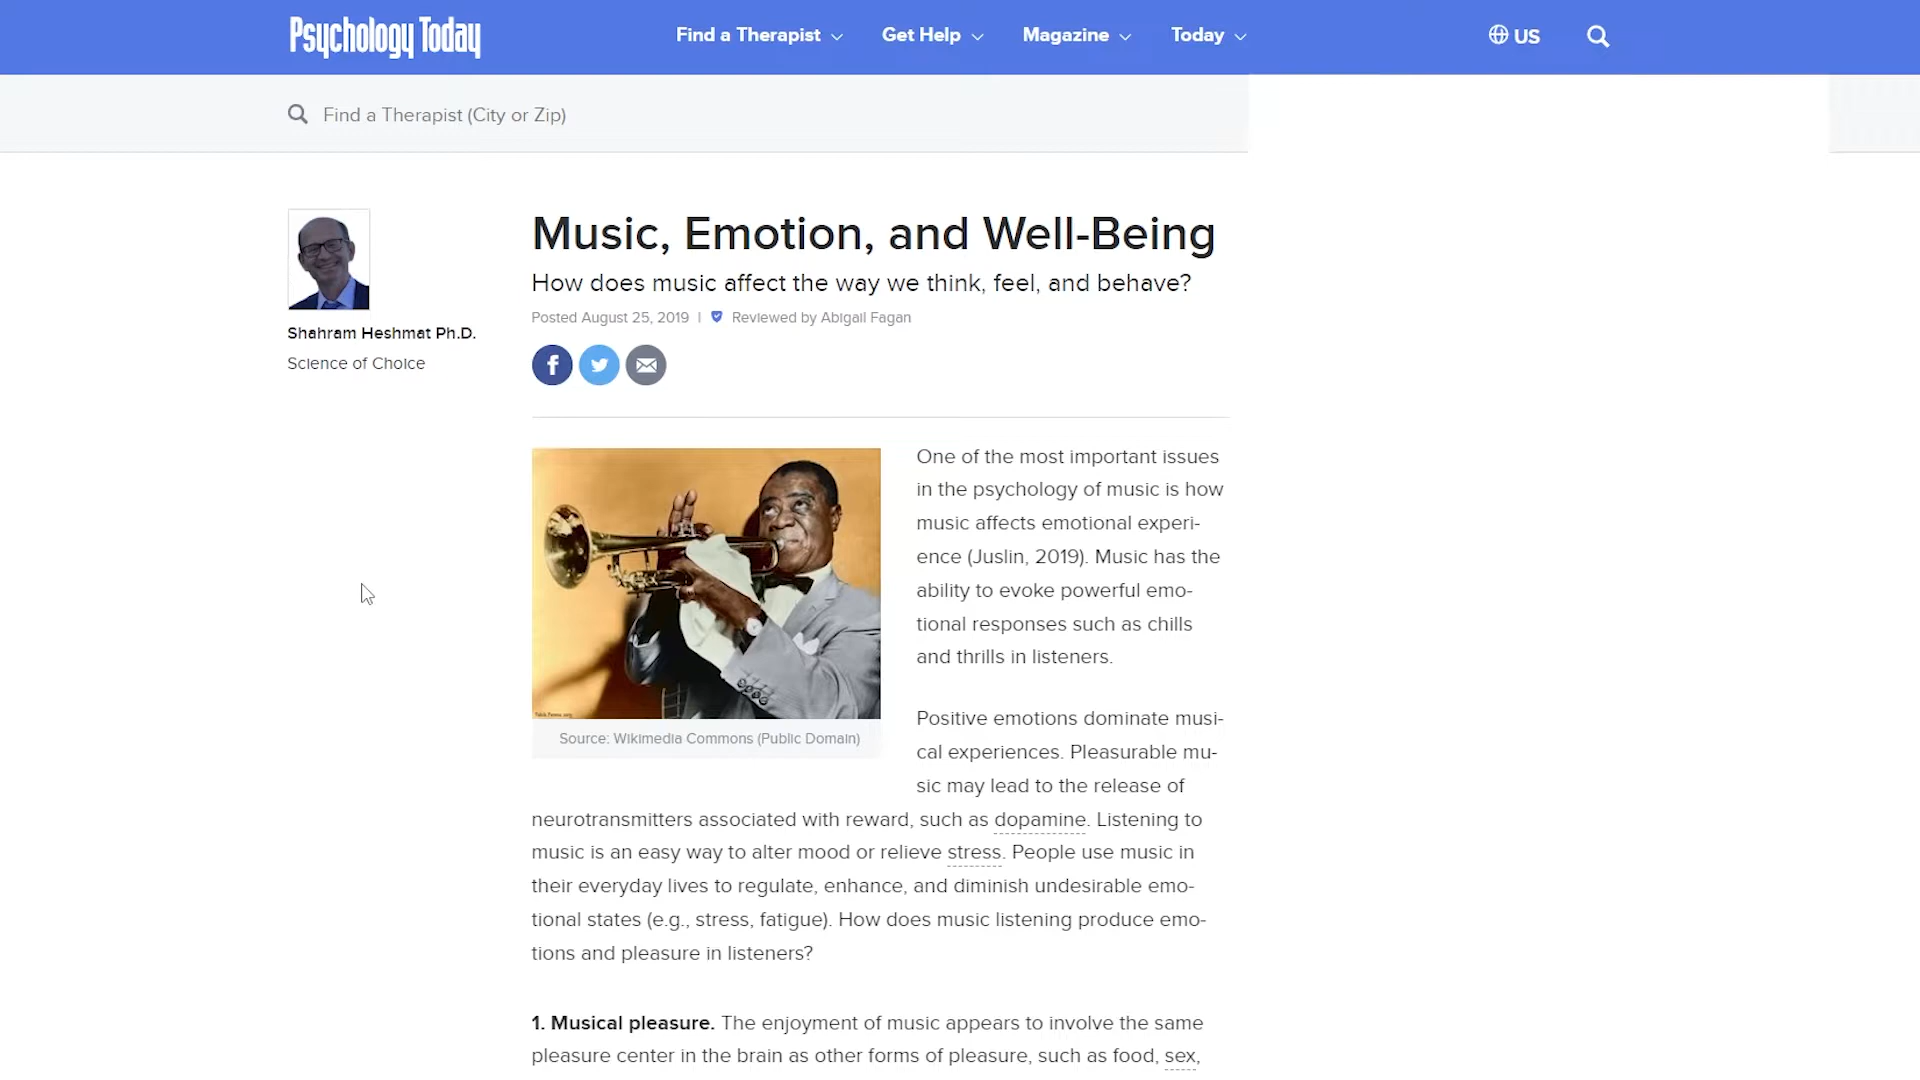 Psychology Today
Find a Therapist
Get Help
Magazine
Today
US
Find a Therapist (City or Zip)
Shahram Heshmat Ph.D.
Science of Choice
Music, Emotion, and Well-Being
How does music affect the way we think, feel, and behave?
Posted August 25, 2019 | Reviewed by Abigail Fagan
Source: Wikimedia Commons (Public Domain)
One of the most important issues
in the psychology of music is how
music affects emotional experi-
ence (Juslin, 2019). Music has the
ability to evoke powerful emo-
tional responses such as chills
and thrills in listeners.
Positive emotions dominate musi-
cal experiences. Pleasurable mu-
sic may lead to the release of
neurotransmitters associated with reward, such as dopamine. Listening to
music is an easy way to alter mood or relieve stress. People use music in
their everyday lives to regulate, enhance, and diminish undesirable emo-
tional states (e.g., stress, fatigue). How does music listening produce emo-
tions and pleasure in listeners?
1. Musical pleasure. The enjoyment of music appears to involve the same
pleasure center in the brain as other forms of pleasure, such as food, sex,